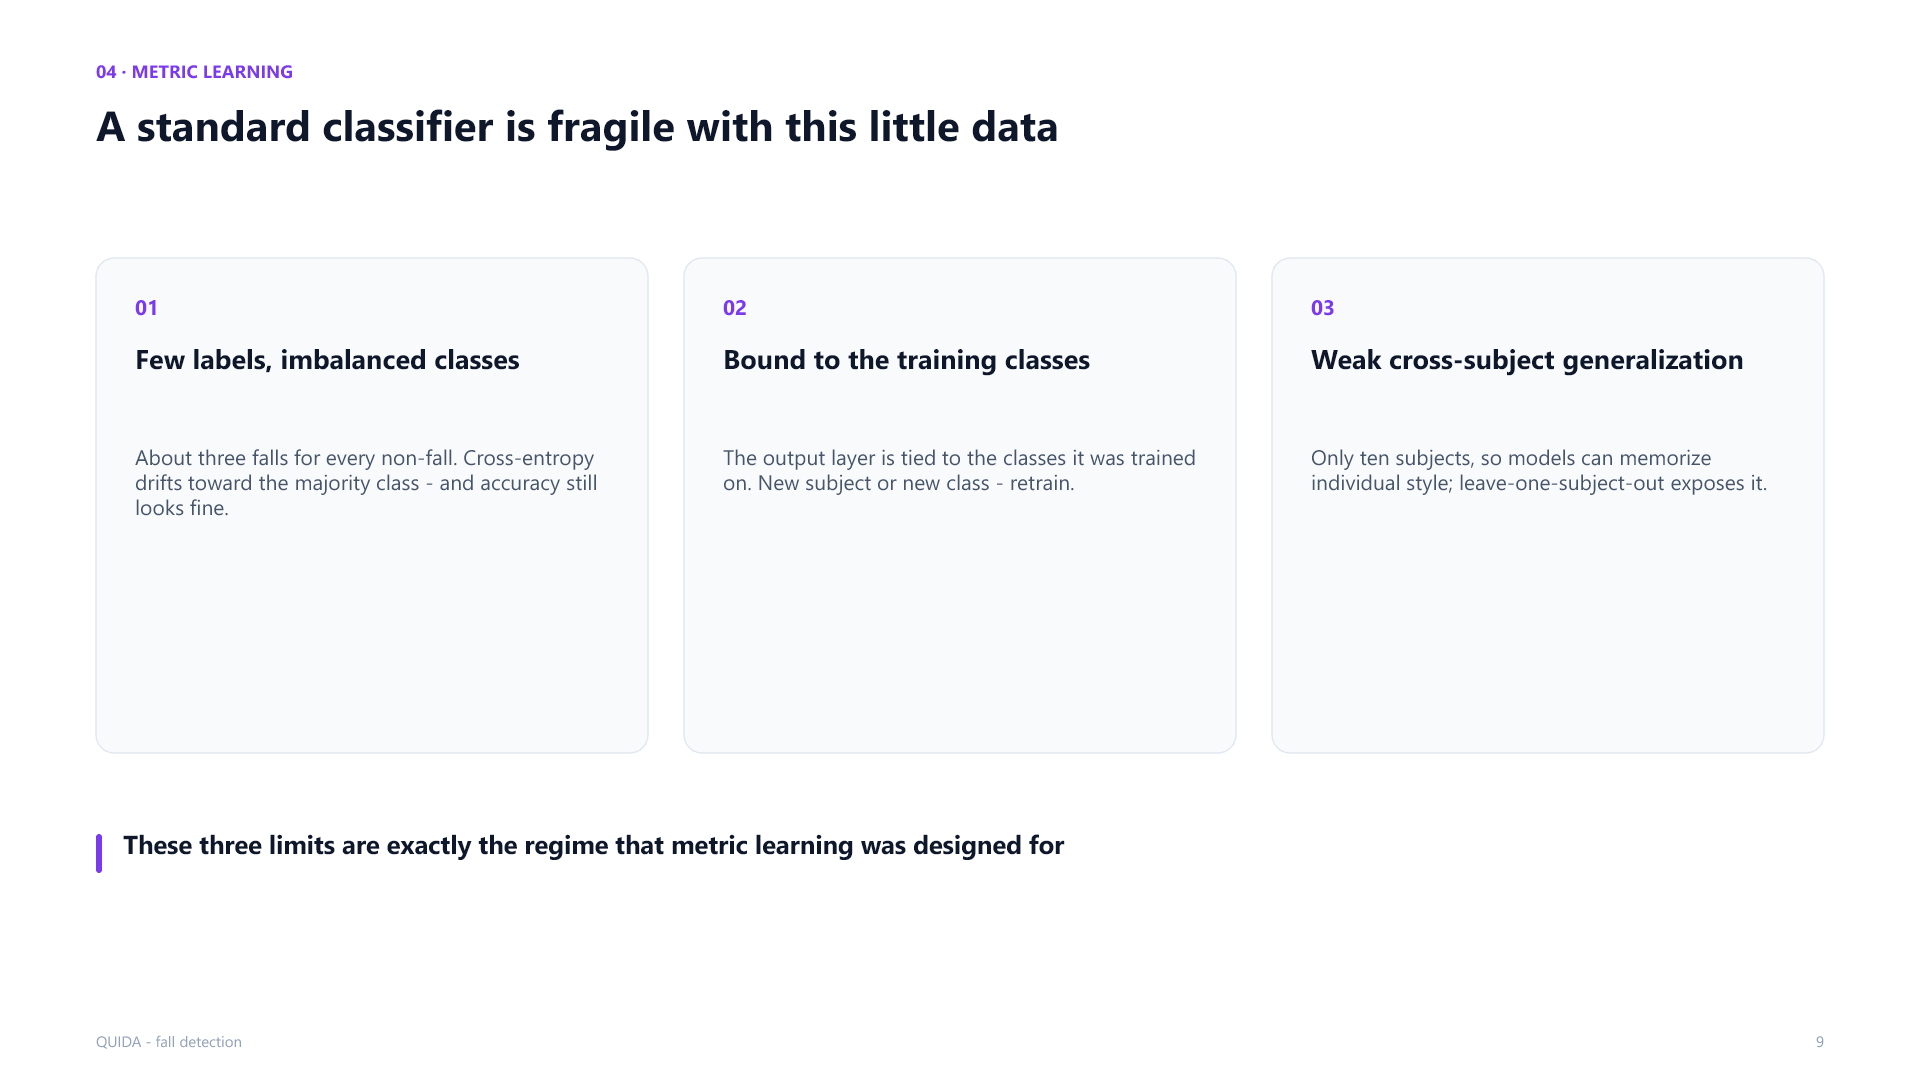 04 · METRIC LEARNING
A standard classifier is fragile with this little data
01
Few labels, imbalanced classes
About three falls for every non-fall. Cross-entropy
drifts toward the majority class - and accuracy still
looks fine.
02
Bound to the training classes
The output layer is tied to the classes it was trained
on. New subject or new class - retrain.
03
Weak cross-subject generalization
Only ten subjects, so models can memorize
individual style; leave-one-subject-out exposes it.
These three limits are exactly the regime that metric learning was designed for
QUIDA - fall detection
9